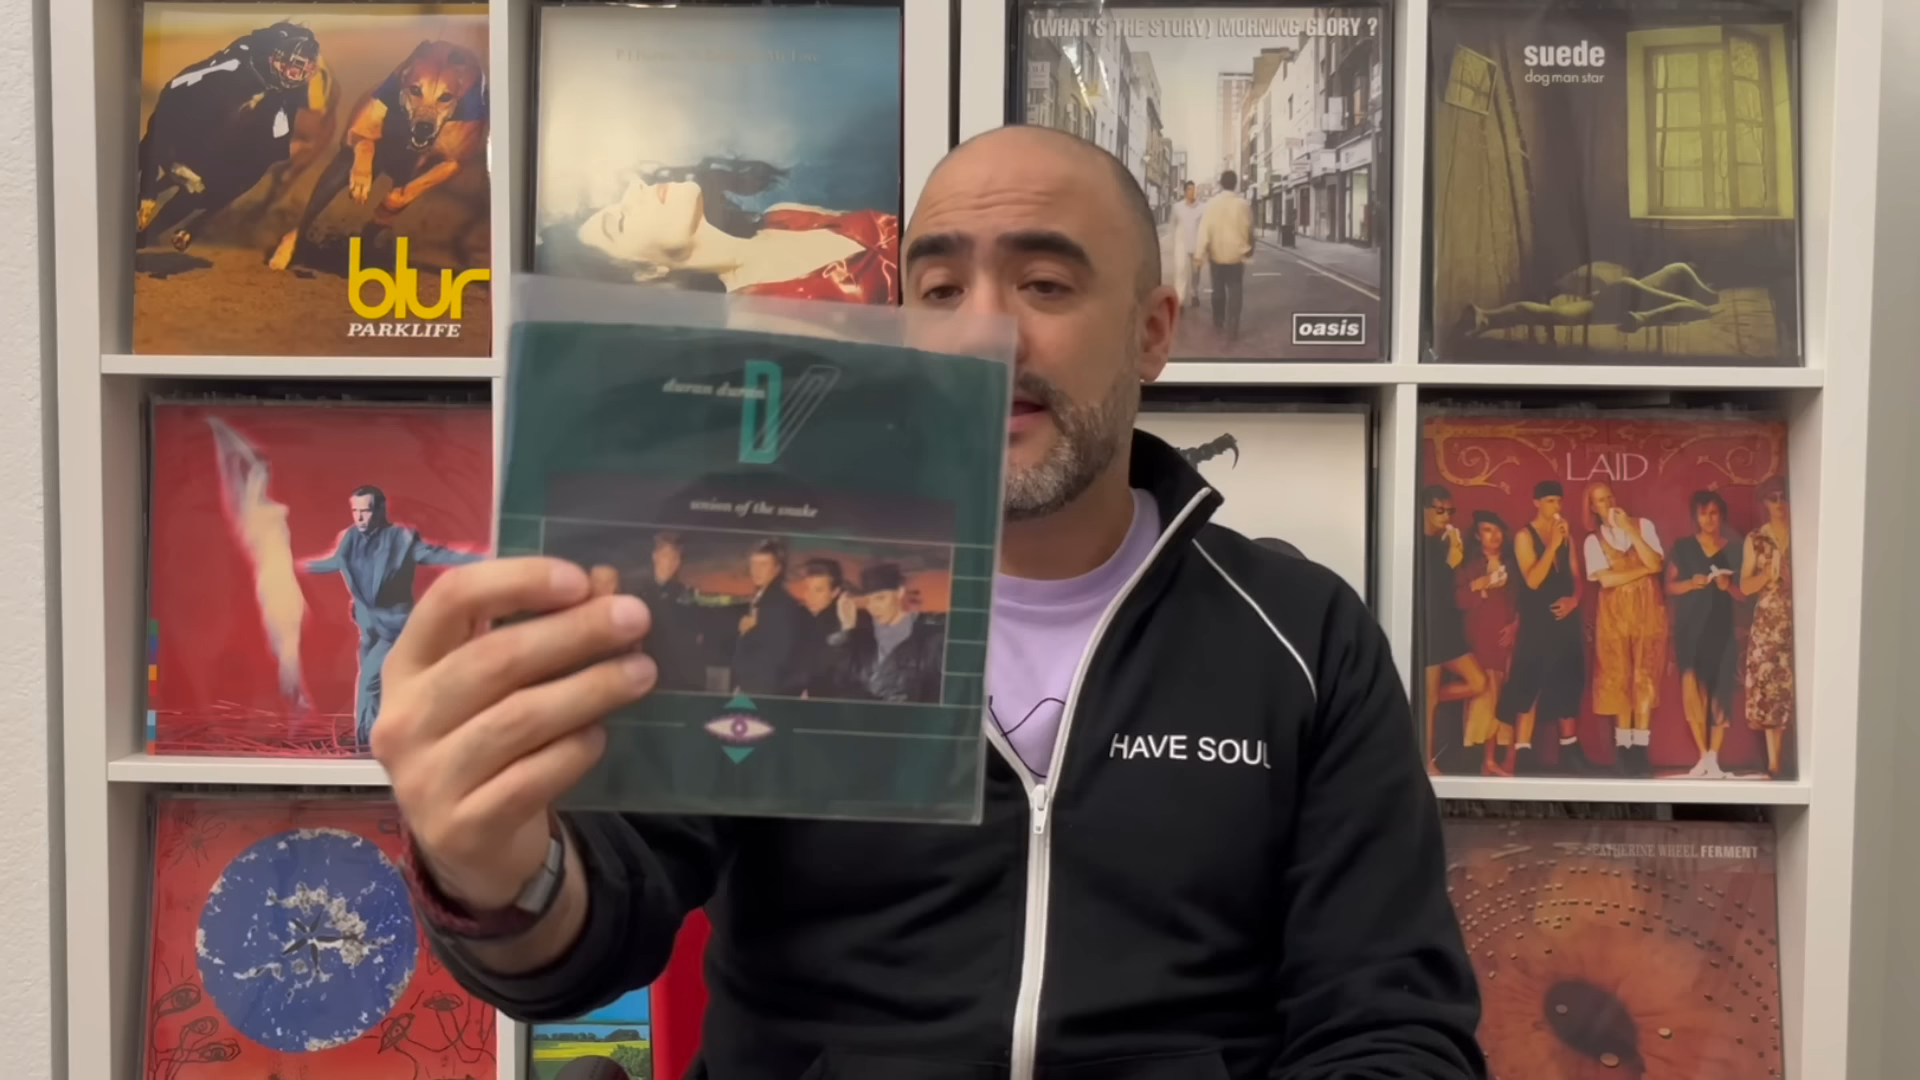 (WHAT'S THE STORY) MORNING GLORY ?
suede
dog man star
blur
PARKLIFE
oasis
duran duran
union of the snake
LAID
HAVE SOUL
CATHERINE WHEEL FERMENT